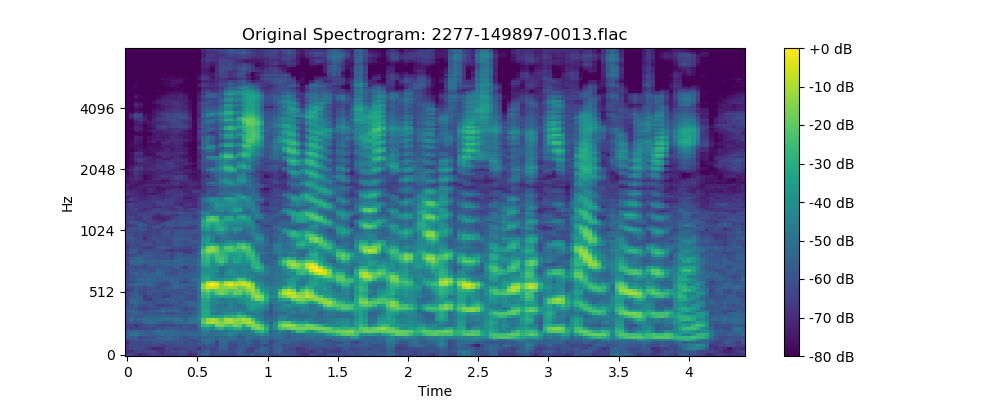 Original Spectrogram: 2277-149897-0013.flac
+0 dB
4096
-10 dB
-20 dB
2048
-30 dB
Hz
1024
-40 dB
-50 dB
512
-60 dB
-70 dB
0
-80 dB
0 0.5 1 1.5 2 2.5 3 3.5 4
Time